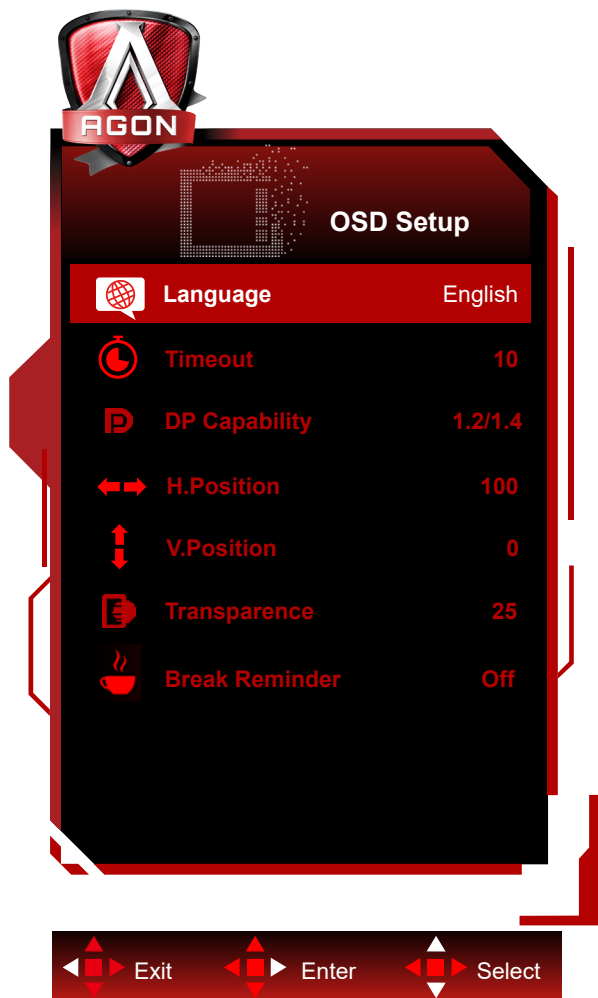 AGON
OSD Setup
Language English
Timeout 10
DP Capability 1.2/1.4
H.Position 100
V.Position 0
Transparence 25
Break Reminder Off
Exit Enter Select